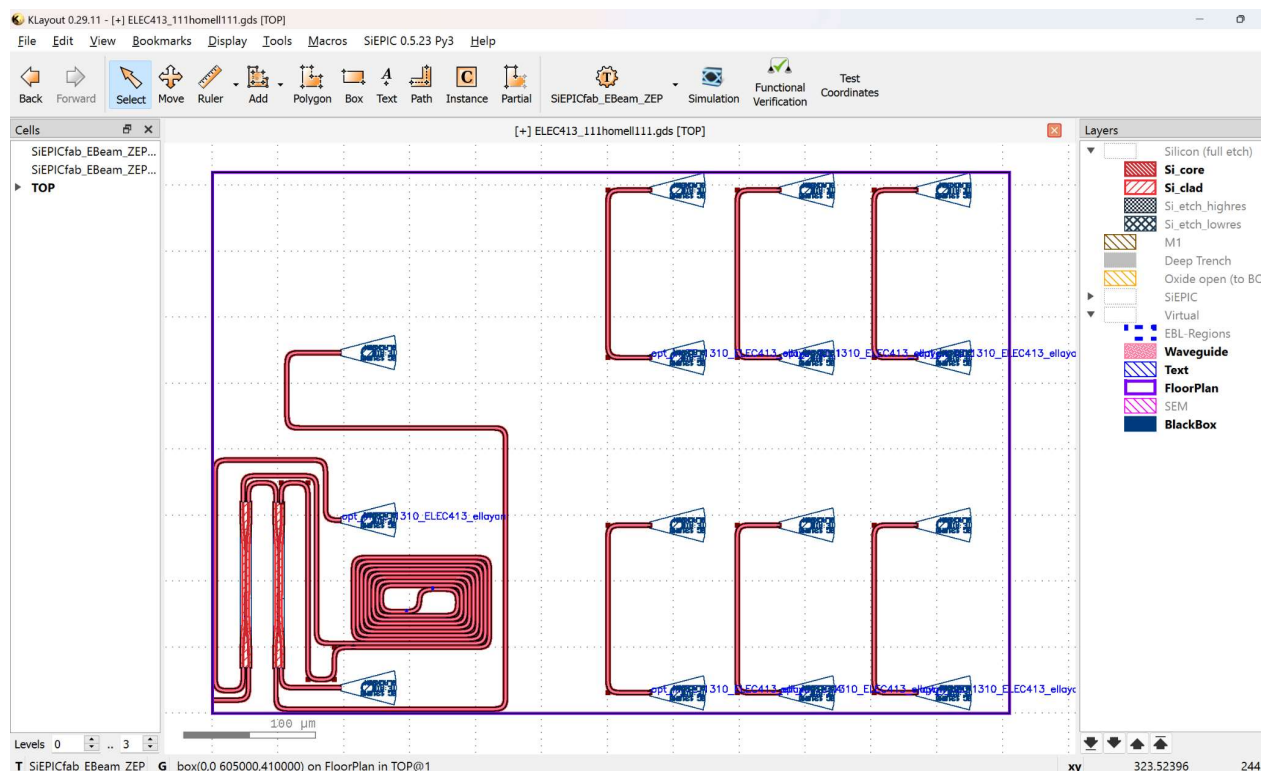 KLayout 0.29.11 - [+] ELEC413_111homell111.gds [TOP]
File Edit View Bookmarks Display Tools Macros SiEPIC 0.5.23 Py3 Help
Back Forward Select Move Ruler Add Polygon Box Text Path Instance Partial SiEPICfab_EBeam_ZEP Simulation Functional Verification Test Coordinates
Cells
[+] ELEC413_111homell111.gds [TOP]
Layers
SiEPICfab_EBeam_ZEP...
SiEPICfab_EBeam_ZEP...
TOP
Silicon (full etch)
Si_core
Si_clad
Si_etch_highres
Si_etch_lowres
M1
Deep Trench
Oxide open (to BO
SiEPIC
Virtual
EBL-Regions
Waveguide
Text
FloorPlan
SEM
BlackBox
1310_ELEC413_ellayo
310_ELEC413_ellayan
310_ELEC413_ellayo
100 μm
Levels 0 .. 3
T SiEPICfab_EBeam_ZEP G box(0,0 605000,410000) on FloorPlan in TOP@1
xy 323.52396 244